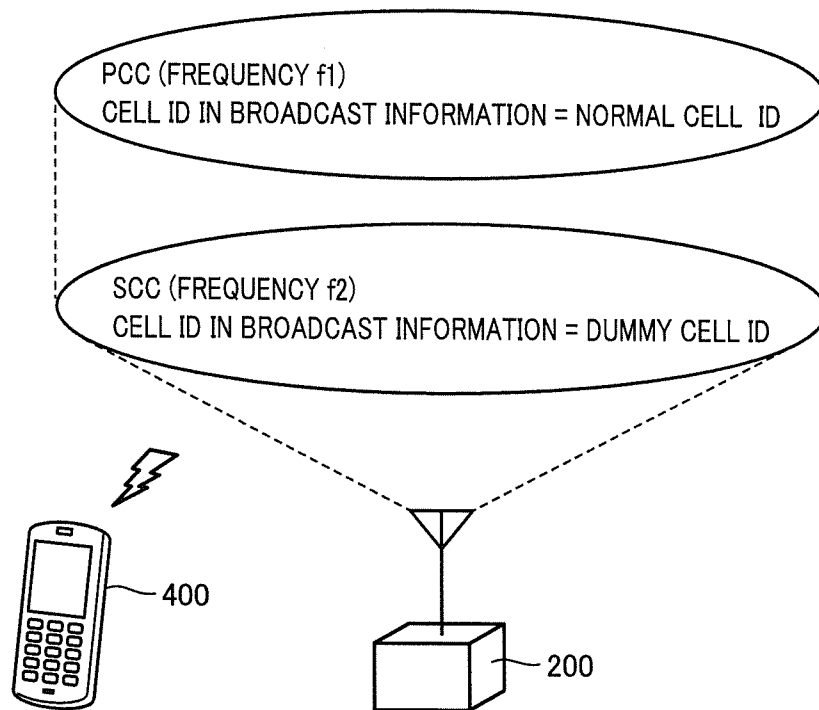 PCC (FREQUENCY f1)
CELL ID IN BROADCAST INFORMATION = NORMAL CELL ID
SCC (FREQUENCY f2)
CELL ID IN BROADCAST INFORMATION = DUMMY CELL ID
400
200